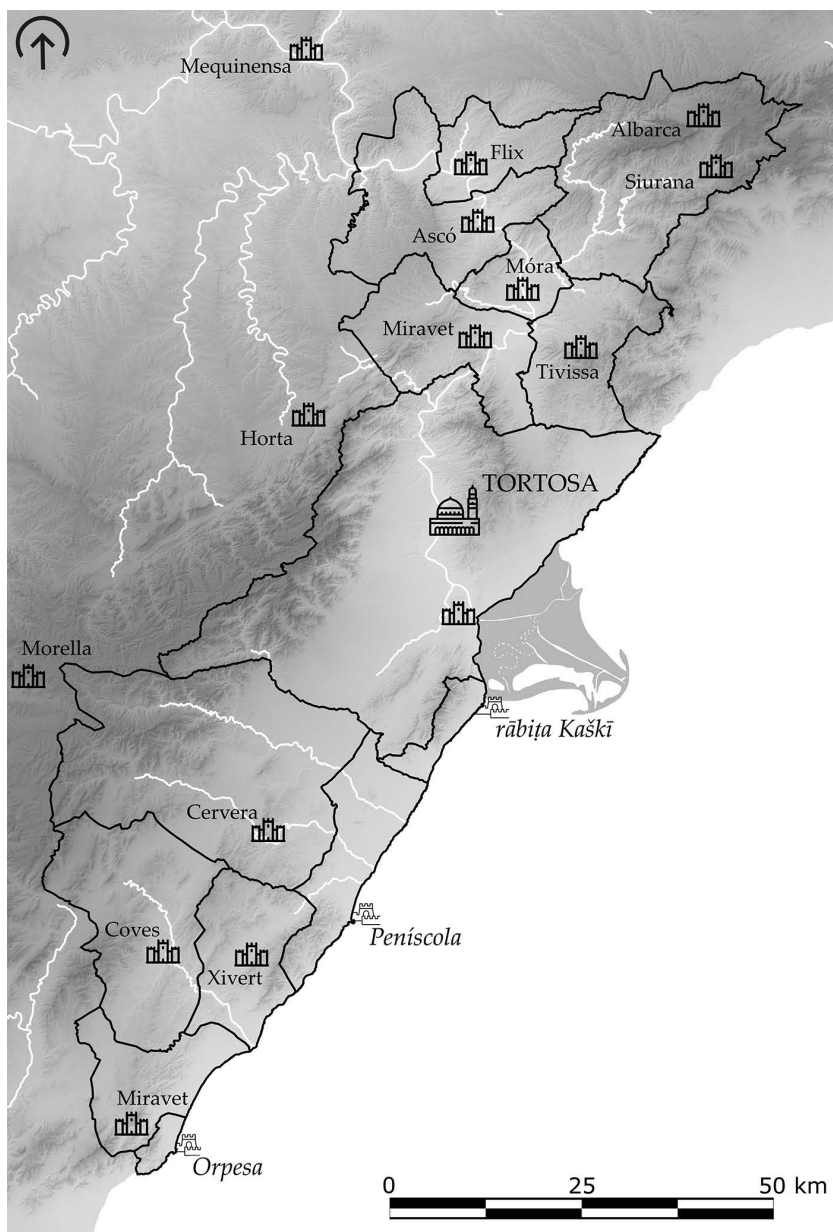 Mequinensa
Albarca
Flix
Siurana
Ascó
Móra
Miravet
Tivissa
Horta
TORTOSA
Morella
rābiṭa Kaškī
Cervera
Peníscola
Coves
Xivert
Miravet
Orpesa
0 25 50 km